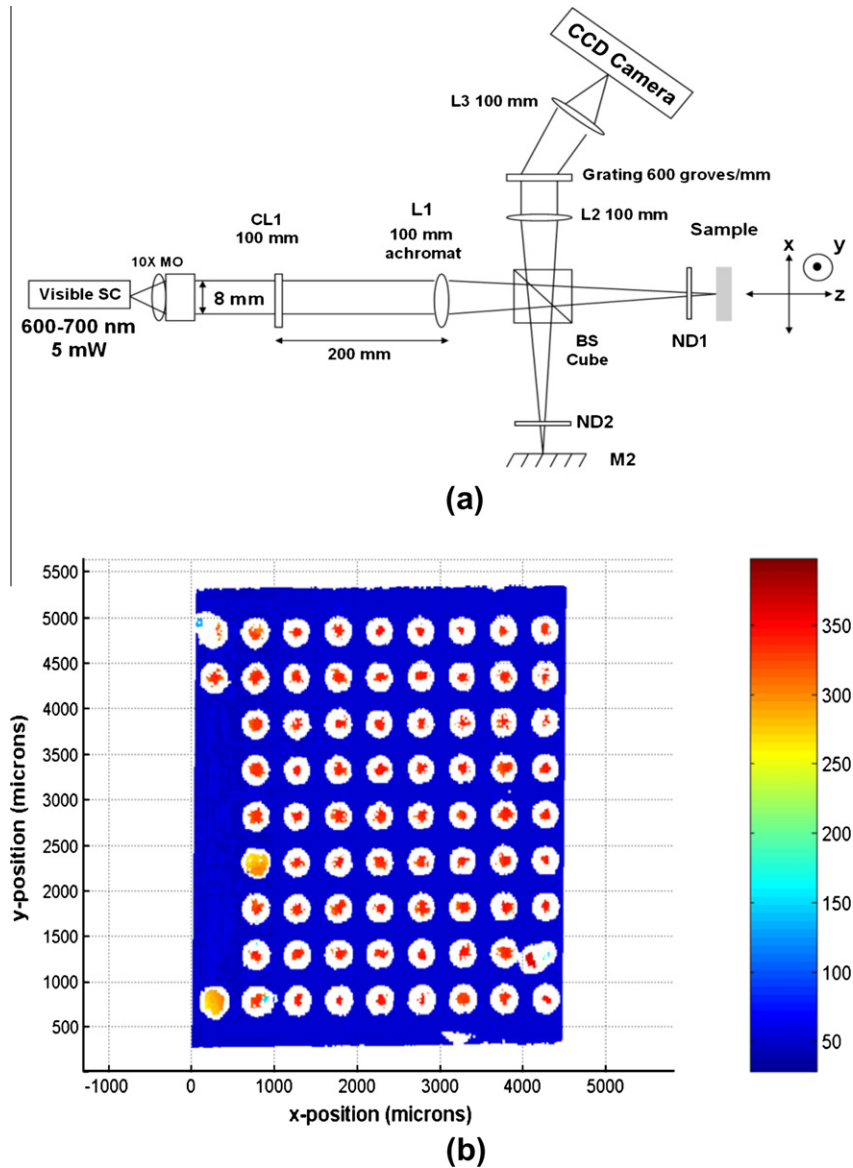 CCD Camera
L3 100 mm
Grating 600 groves/mm
L2 100 mm
CL1
100 mm
L1
100 mm
achromat
Sample
x
y
z
10X MO
Visible SC
8 mm
600-700 nm
5 mW
200 mm
BS
Cube
ND1
ND2
M2
(a)
5500
5000
4500
4000
3500
3000
2500
2000
1500
1000
500
y-position (microns)
-1000
0
1000
2000
3000
4000
5000
x-position (microns)
350
300
250
200
150
100
50
(b)